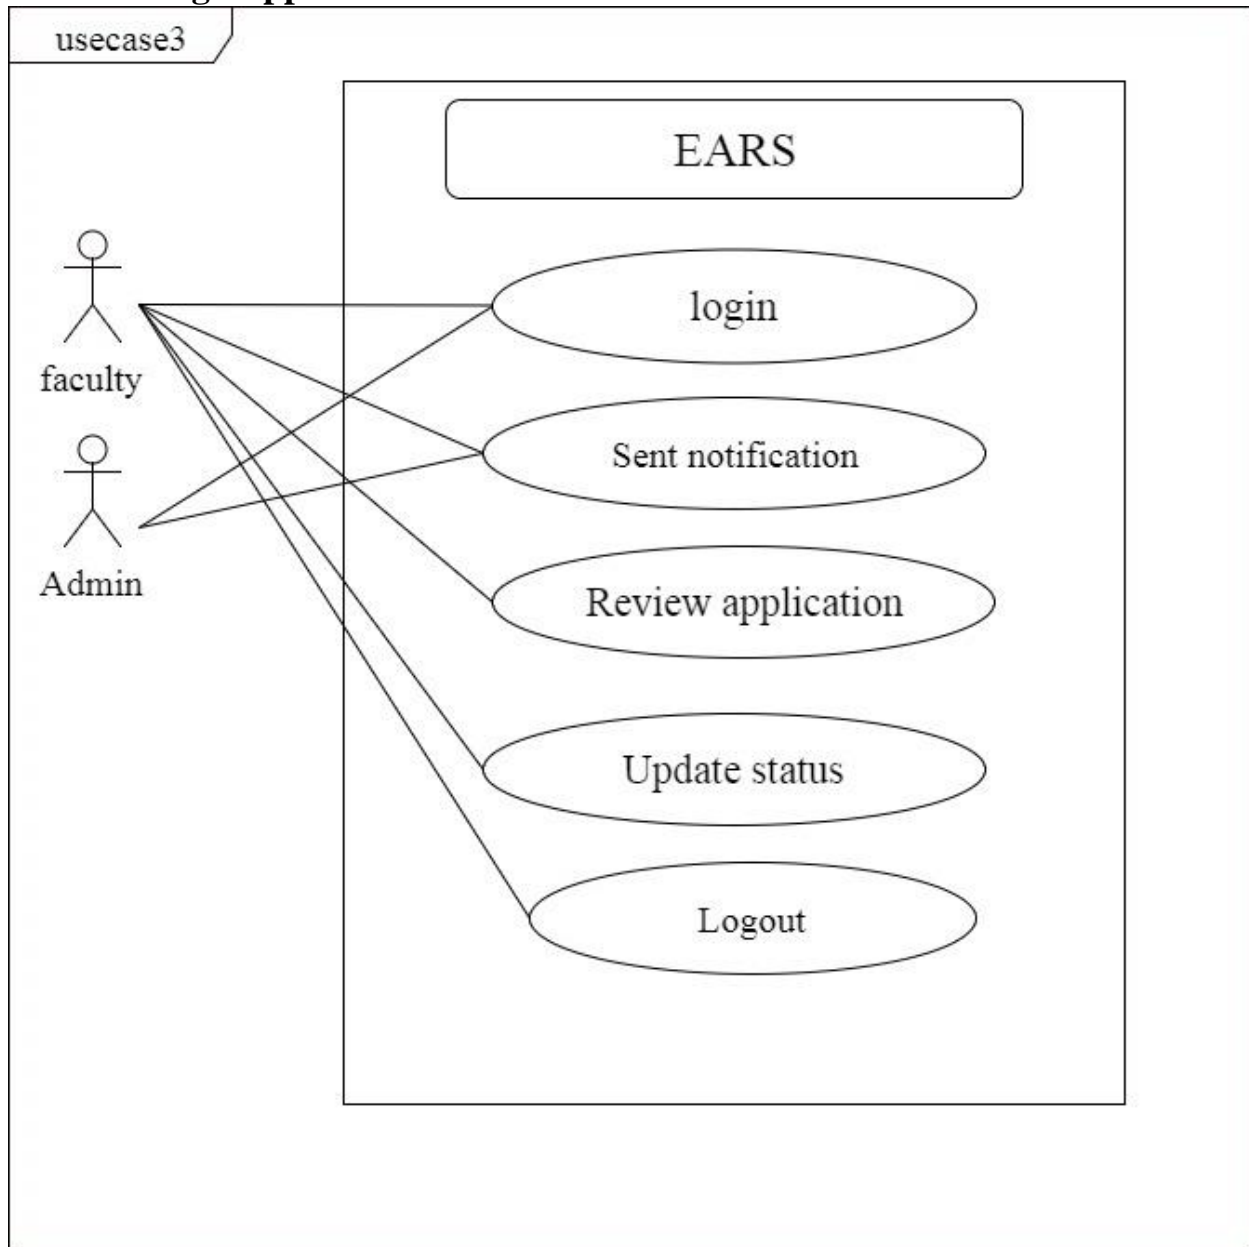 usecase3
EARS
login
faculty
Sent notification
Admin
Review application
Update status
Logout